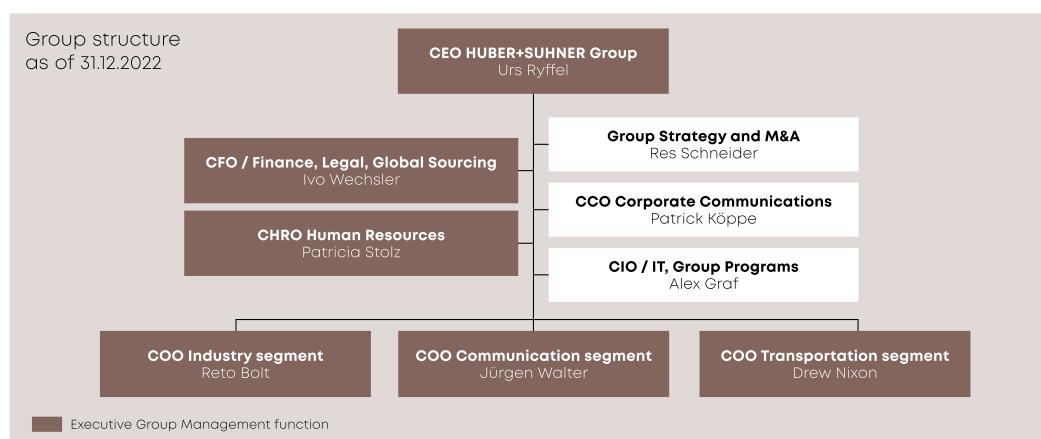 Group structure
as of 31.12.2022
CEO HUBER+SUHNER Group
Urs Ryffel
Group Strategy and M&A
Res Schneider
CFO / Finance, Legal, Global Sourcing
Ivo Wechsler
CCO Corporate Communications
Patrick Köppe
CHRO Human Resources
Patricia Stolz
CIO / IT, Group Programs
Alex Graf
COO Industry segment
Reto Bolt
COO Communication segment
Jürgen Walter
COO Transportation segment
Drew Nixon
Executive Group Management function